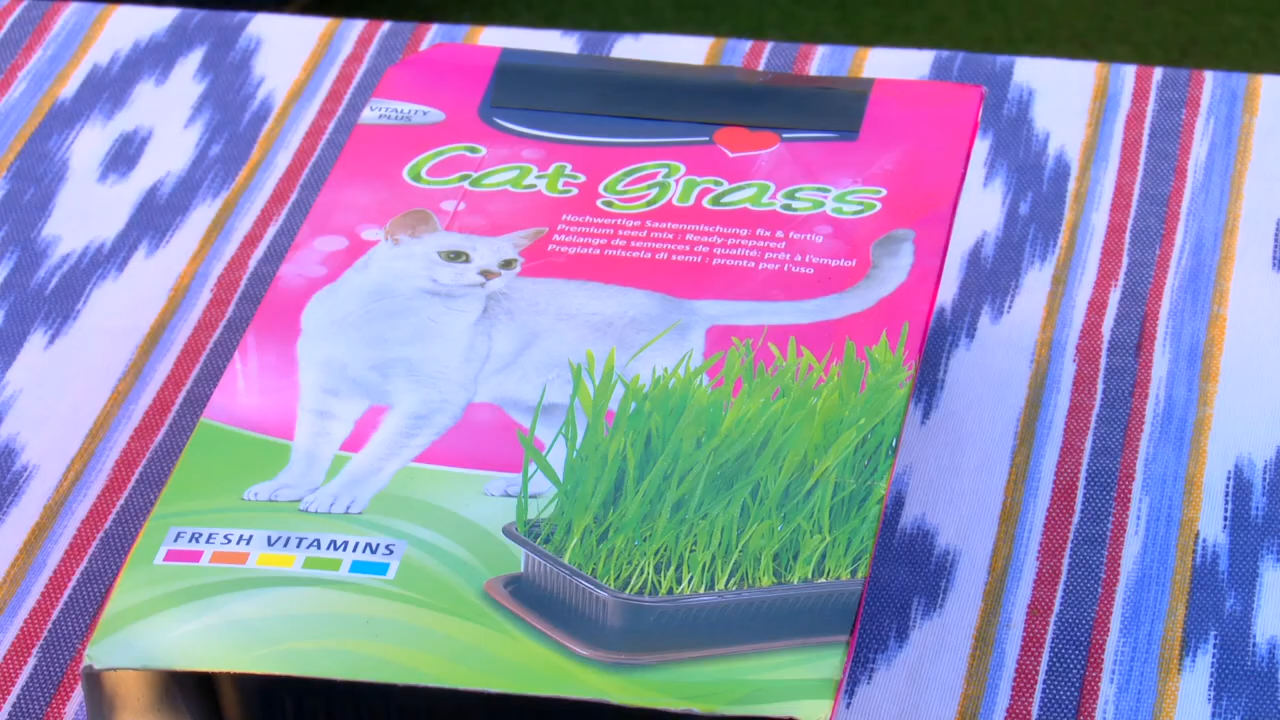 VITALITY
PLUS
Cat Grass
Hochwertige Saatenmischung: fix & fertig
Premium seed mix : Ready-prepared
Mélange de semences de qualité: prêt à l'emploi
Pregiata miscela di semi : pronta per l'uso
FRESH VITAMINS